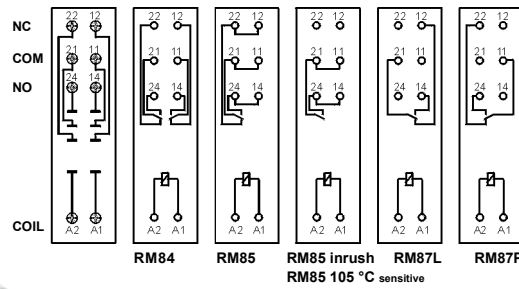 22 12 22 12 22 12 22 12 22 12 22 12
NC
21 11 21 11 21 11 21 11 21 11 21 11
COM
24 14 24 14 24 14 24 14 24 14 24 14
NO
COIL
A2 A1 A2 A1 A2 A1 A2 A1 A2 A1 A2 A1
RM84 RM85 RM85 inrush RM87L RM87P
RM85 105 °C sensitive